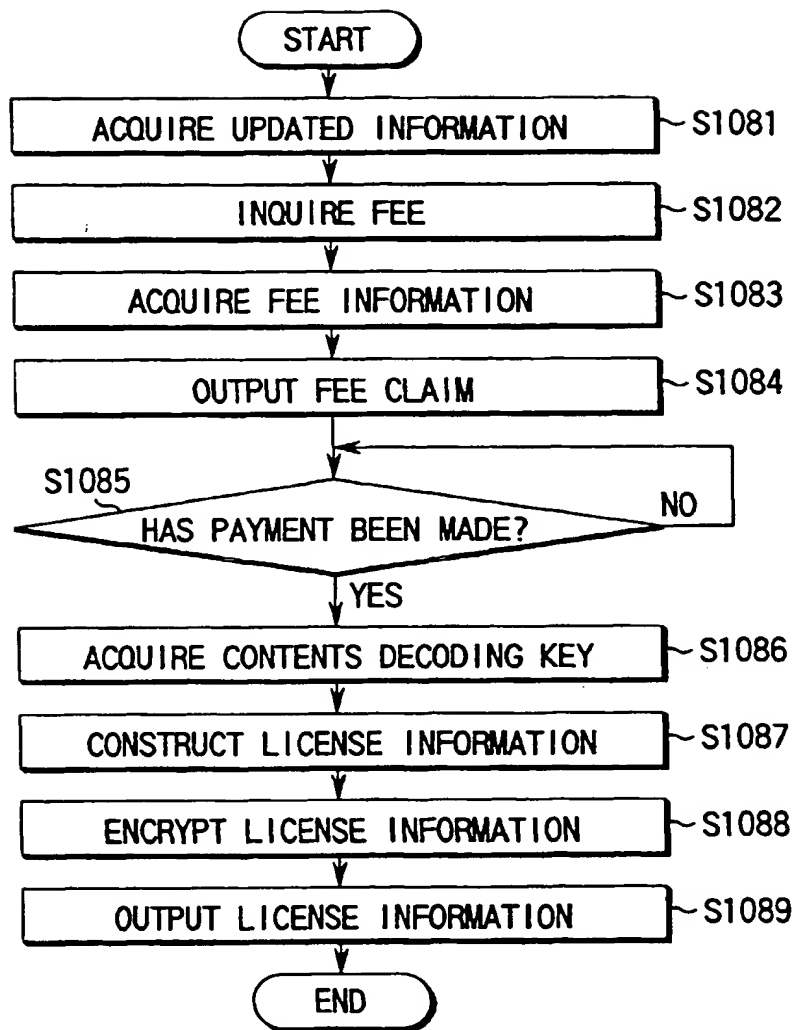 START
ACQUIRE UPDATED INFORMATION S1081
INQUIRE FEE S1082
ACQUIRE FEE INFORMATION S1083
OUTPUT FEE CLAIM S1084
S1085
HAS PAYMENT BEEN MADE? NO
YES
ACQUIRE CONTENTS DECODING KEY S1086
CONSTRUCT LICENSE INFORMATION S1087
ENCRYPT LICENSE INFORMATION S1088
OUTPUT LICENSE INFORMATION S1089
END